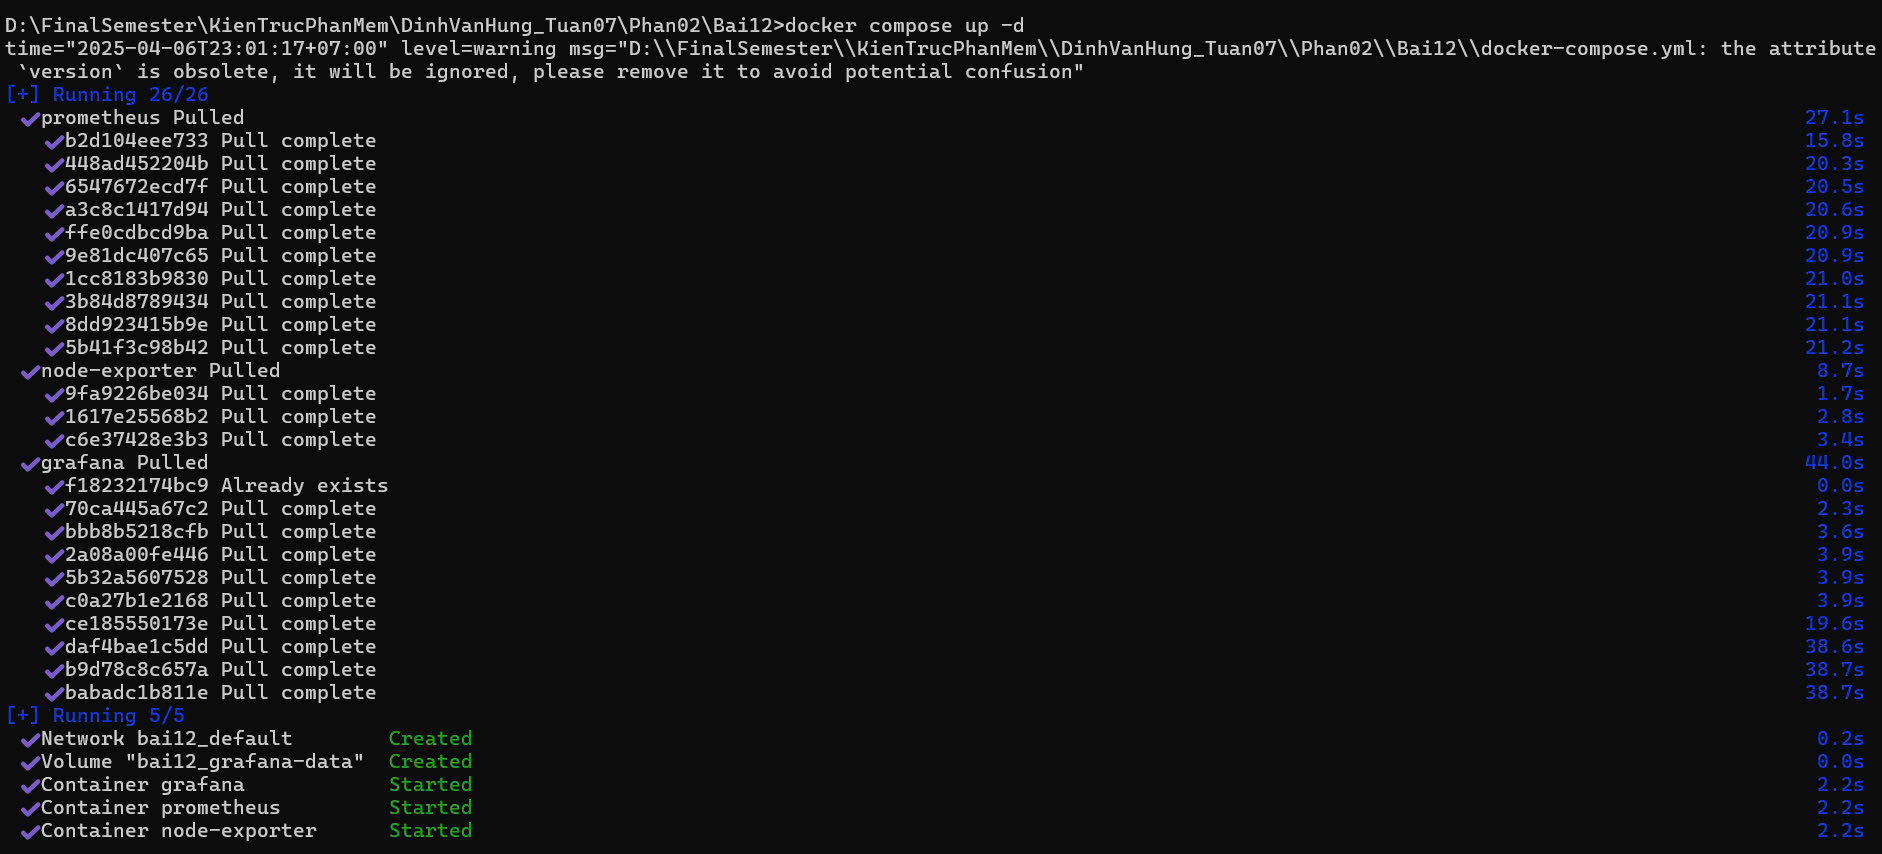 D:\FinalSemester\KienTrucPhanMem\DinhVanHung_Tuan07\Phan02\Bai12>docker compose up -d
time="2025-04-06T23:01:17+07:00" level=warning msg="D:\\FinalSemester\\KienTrucPhanMem\\DinhVanHung_Tuan07\\Phan02\\Bai12\\docker-compose.yml: the attribute
`version` is obsolete, it will be ignored, please remove it to avoid potential confusion"
[+] Running 26/26
✔prometheus Pulled 27.1s
✔b2d104eee733 Pull complete 15.8s
✔448ad452204b Pull complete 20.3s
✔6547672ecd7f Pull complete 20.5s
✔a3c8c1417d94 Pull complete 20.6s
✔ffe0cdbcd9ba Pull complete 20.9s
✔9e81dc407c65 Pull complete 20.9s
✔1cc8183b9830 Pull complete 21.0s
✔3b84d8789434 Pull complete 21.1s
✔8dd923415b9e Pull complete 21.1s
✔5b41f3c98b42 Pull complete 21.2s
✔node-exporter Pulled 8.7s
✔9fa9226be034 Pull complete 1.7s
✔1617e25568b2 Pull complete 2.8s
✔c6e37428e3b3 Pull complete 3.4s
✔grafana Pulled 44.0s
✔f18232174bc9 Already exists 0.0s
✔70ca445a67c2 Pull complete 2.3s
✔bbb8b5218cfb Pull complete 3.6s
✔2a08a00fe446 Pull complete 3.9s
✔5b32a5607528 Pull complete 3.9s
✔c0a27b1e2168 Pull complete 3.9s
✔ce185550173e Pull complete 19.6s
✔daf4bae1c5dd Pull complete 38.6s
✔b9d78c8c657a Pull complete 38.7s
✔babadc1b811e Pull complete 38.7s
[+] Running 5/5
✔Network bai12_default Created 0.2s
✔Volume "bai12_grafana-data" Created 0.0s
✔Container grafana Started 2.2s
✔Container prometheus Started 2.2s
✔Container node-exporter Started 2.2s